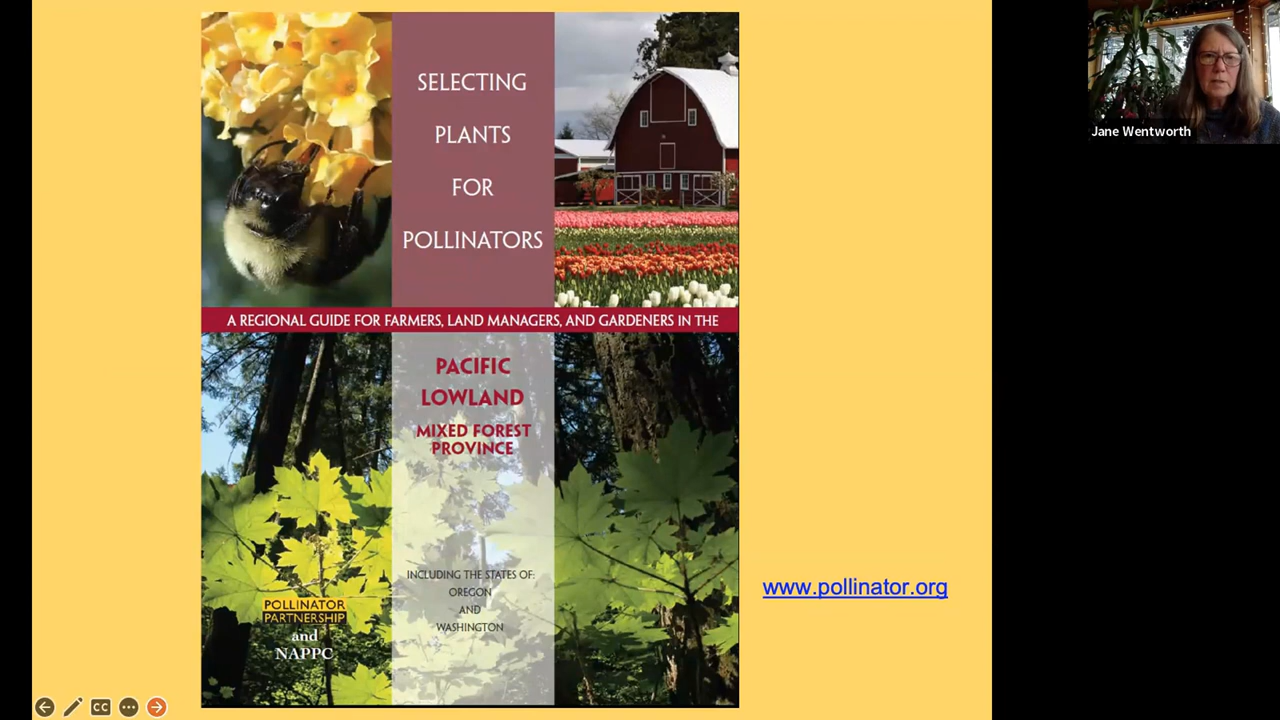 SELECTING
PLANTS
FOR
POLLINATORS
A REGIONAL GUIDE FOR FARMERS, LAND MANAGERS, AND GARDENERS IN THE
PACIFIC
LOWLAND
MIXED FOREST
PROVINCE
INCLUDING THE STATES OF:
OREGON
AND
WASHINGTON
POLLINATOR
PARTNERSHIP
and
NAPPC
www.pollinator.org
Jane Wentworth
CC